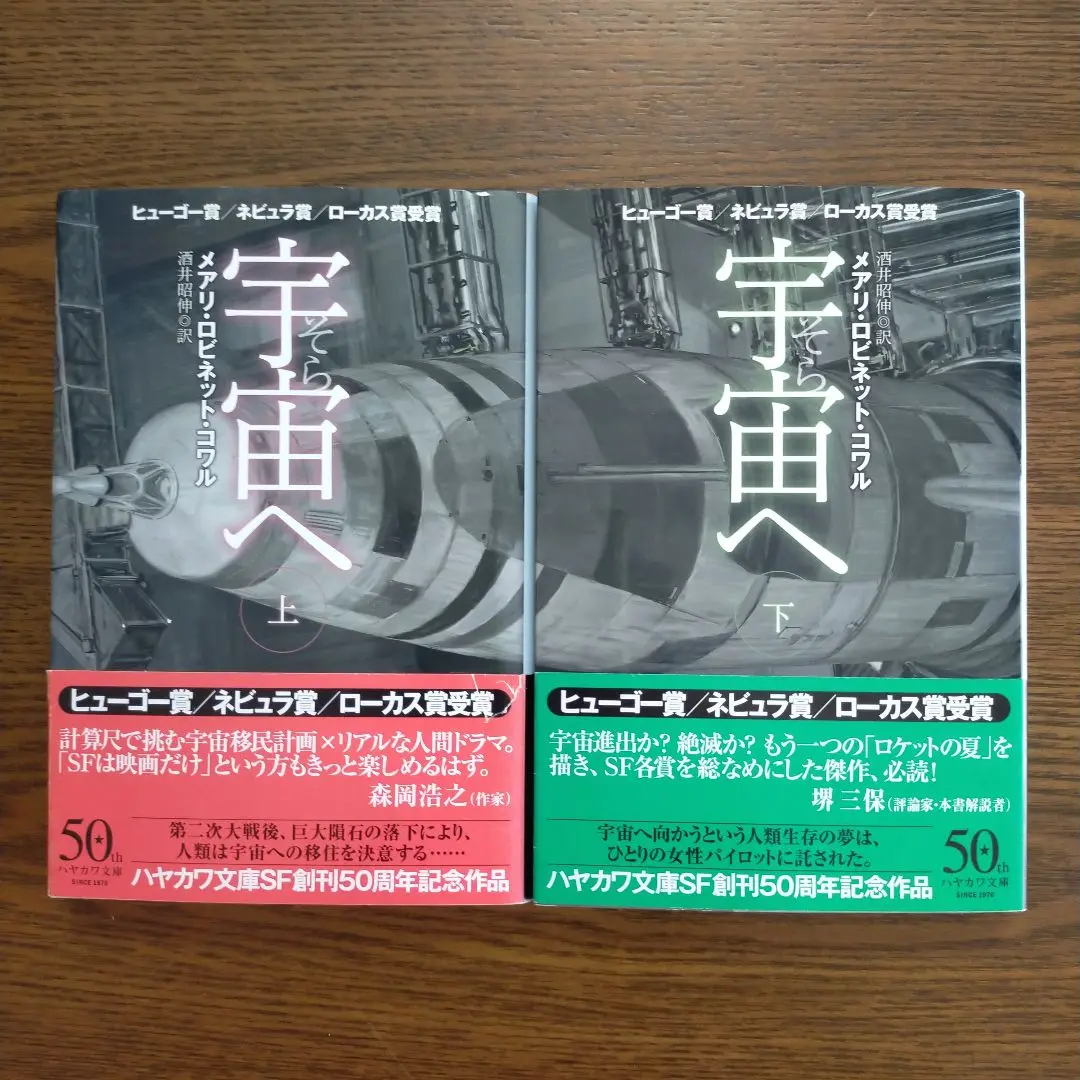 ヒューゴー賞/ネビュラ賞/ローカス賞受賞
宇宙へ
そら
メアリ・ロビネット・コワル
酒井昭伸◎訳
上
ヒューゴー賞/ネビュラ賞/ローカス賞受賞
計算尺で挑む宇宙移民計画×リアルな人間ドラマ。
「SFは映画だけ」という方もきっと楽しめるはず。
森岡浩之(作家)
第二次大戦後、巨大隕石の落下により、
人類は宇宙への移住を決意する……
50th
ハヤカワ文庫
SINCE 1970
ハヤカワ文庫SF創刊50周年記念作品
ヒューゴー賞/ネビュラ賞/ローカス賞受賞
酒井昭伸◎訳
メアリ・ロビネット・コワル
宇宙へ
そら
下
ヒューゴー賞/ネビュラ賞/ローカス賞受賞
宇宙進出か?絶滅か?もう一つの「ロケットの夏」を
描き、SF各賞を総なめにした傑作、必読!
堺 三保(評論家・本書解説者)
宇宙へ向かうという人類生存の夢は、
ひとりの女性パイロットに託された。
ハヤカワ文庫SF創刊50周年記念作品
50th
ハヤカワ文庫
SINCE 1970